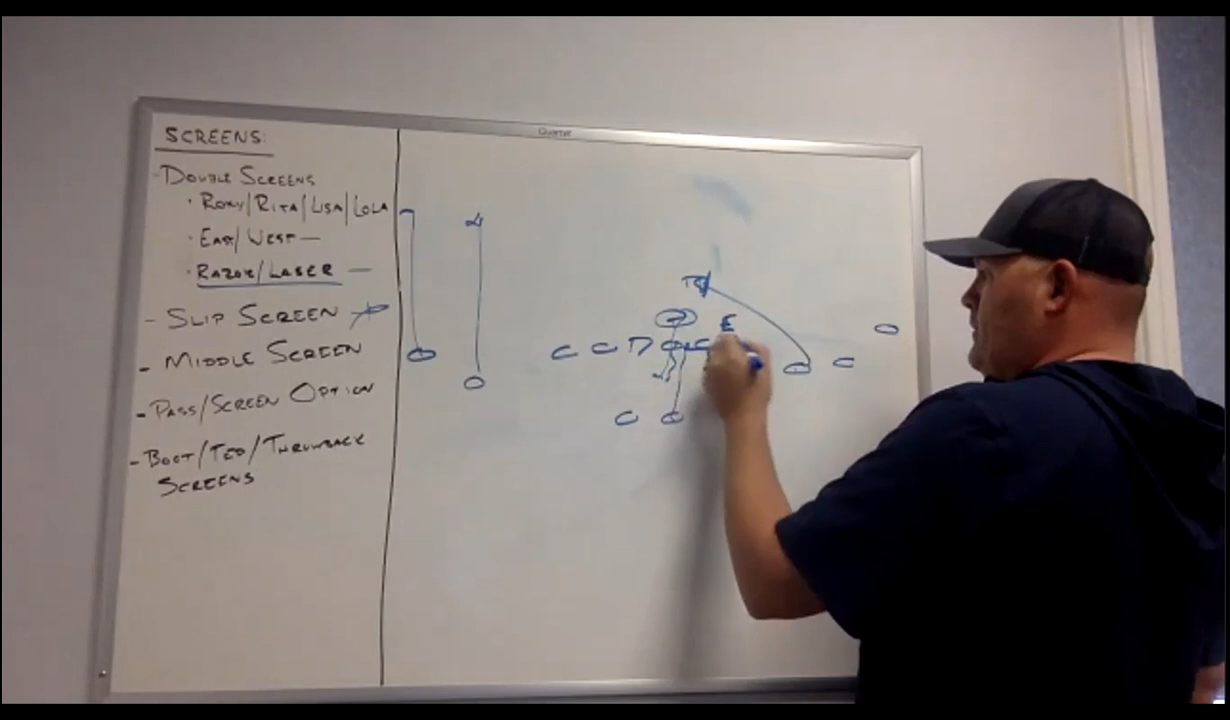 Quartet
SCREENS:
- DOUBLE SCREENS
• ROXY/RITA/LISA/LOLA
• EAST/WEST —
• RAZOR/LASER —
- SLIP SCREEN
- MIDDLE SCREEN
- PASS/SCREEN OPTION
- BOOT/TED/THROWBACK
SCREENS
E